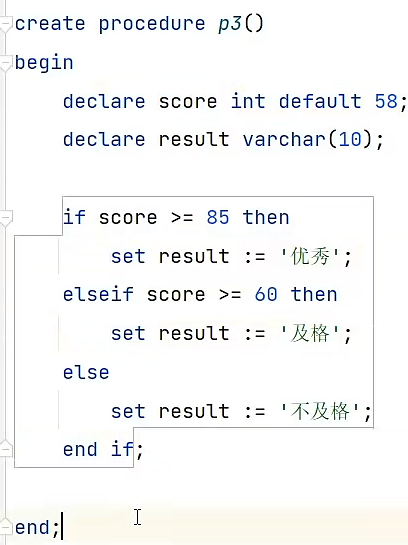 create procedure p3()
begin
declare score int default 58;
declare result varchar(10);
if score >= 85 then
set result := '优秀';
elseif score >= 60 then
set result := '及格';
else
set result := '不及格';
end if;
end;